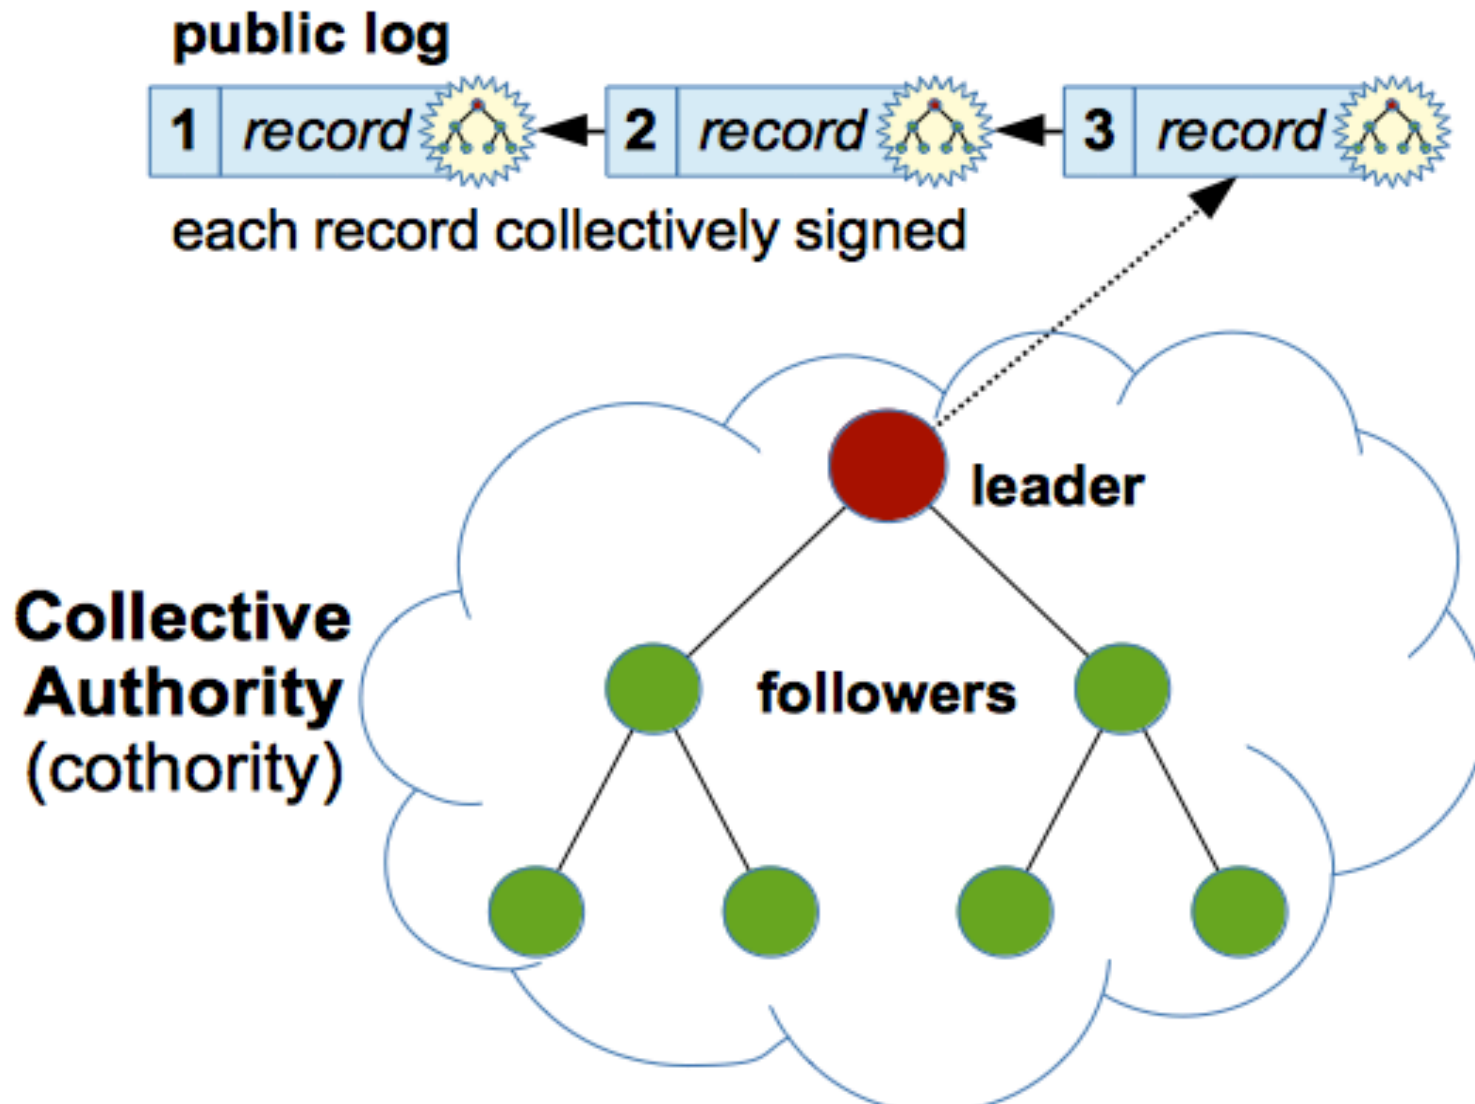 public log
1 record 2 record 3 record
each record collectively signed
leader
Collective
Authority
(cothority)
followers